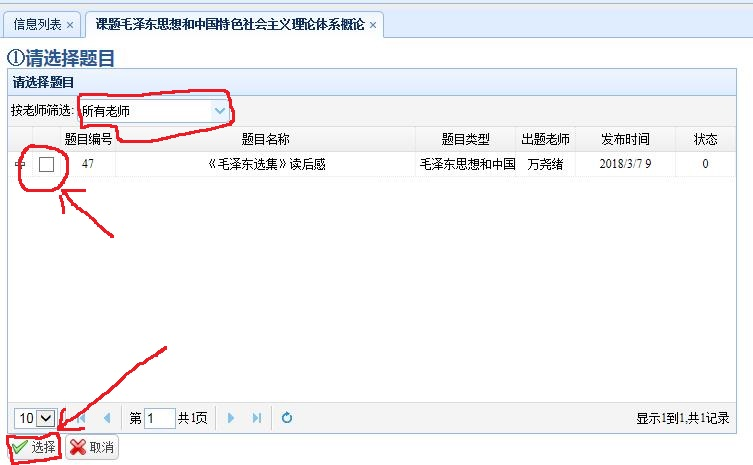 信息列表 × 课题毛泽东思想和中国特色社会主义理论体系概论 ×
①请选择题目
请选择题目
按老师筛选: 所有老师
题目编号 题目名称 题目类型 出题老师 发布时间 状态
47 《毛泽东选集》读后感 毛泽东思想和中国 万尧绪 2018/3/7 9 0
10 第 1 共1页 显示1到1,共1记录
选择 取消